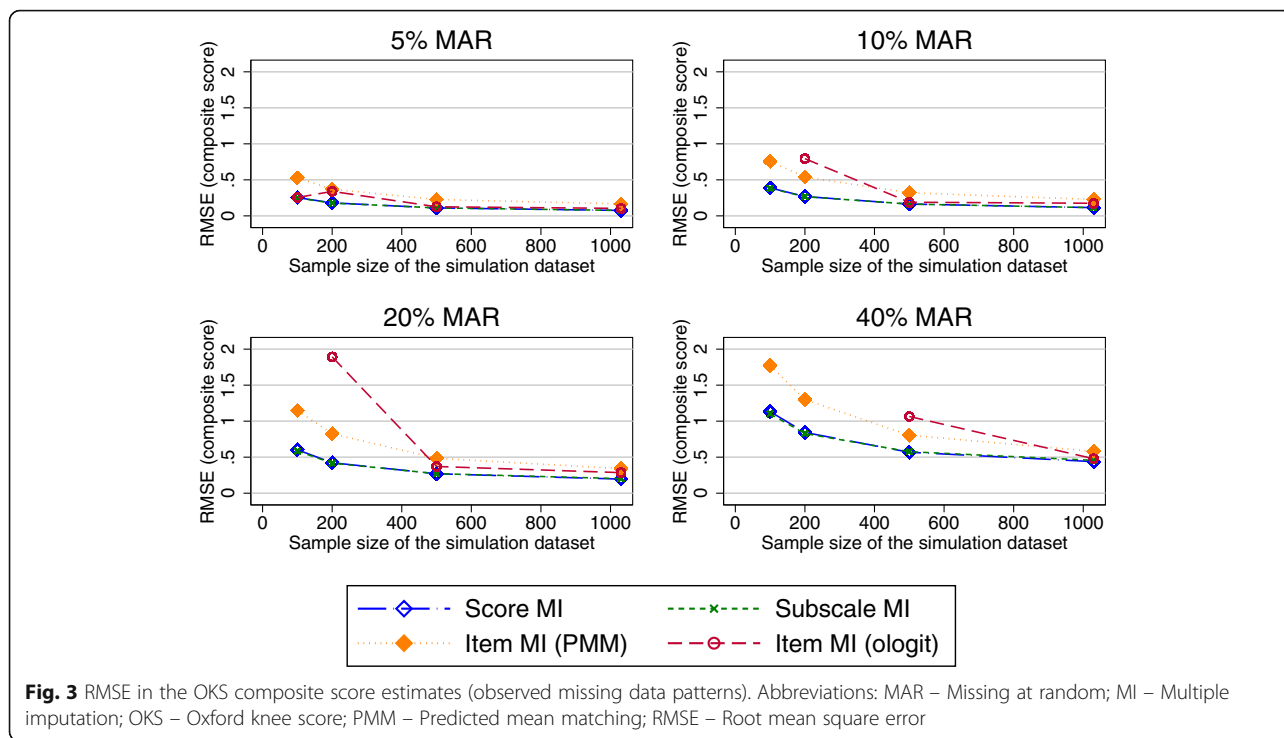 5% MAR
RMSE (composite score)
2
1.5
1
.5
0
0 200 400 600 800 1000
Sample size of the simulation dataset
10% MAR
RMSE (composite score)
2
1.5
1
.5
0
0 200 400 600 800 1000
Sample size of the simulation dataset
20% MAR
RMSE (composite score)
2
1.5
1
.5
0
0 200 400 600 800 1000
Sample size of the simulation dataset
40% MAR
RMSE (composite score)
2
1.5
1
.5
0
0 200 400 600 800 1000
Sample size of the simulation dataset
Score MI Subscale MI
Item MI (PMM) Item MI (ologit)
Fig. 3 RMSE in the OKS composite score estimates (observed missing data patterns). Abbreviations: MAR – Missing at random; MI – Multiple
imputation; OKS – Oxford knee score; PMM – Predicted mean matching; RMSE – Root mean square error